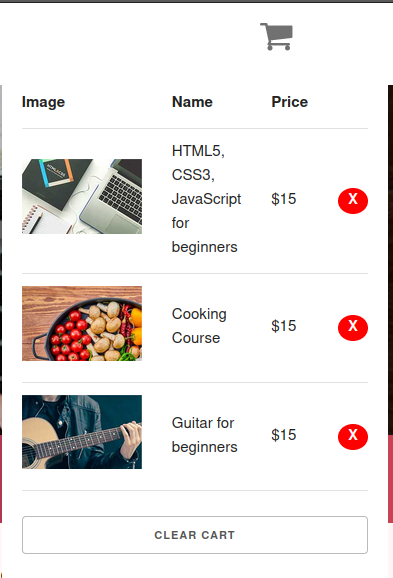 Image Name Price
HTML5,
CSS3,
JavaScript
for
beginners
$15 X
Cooking
Course
$15 X
Guitar for
beginners
$15 X
CLEAR CART